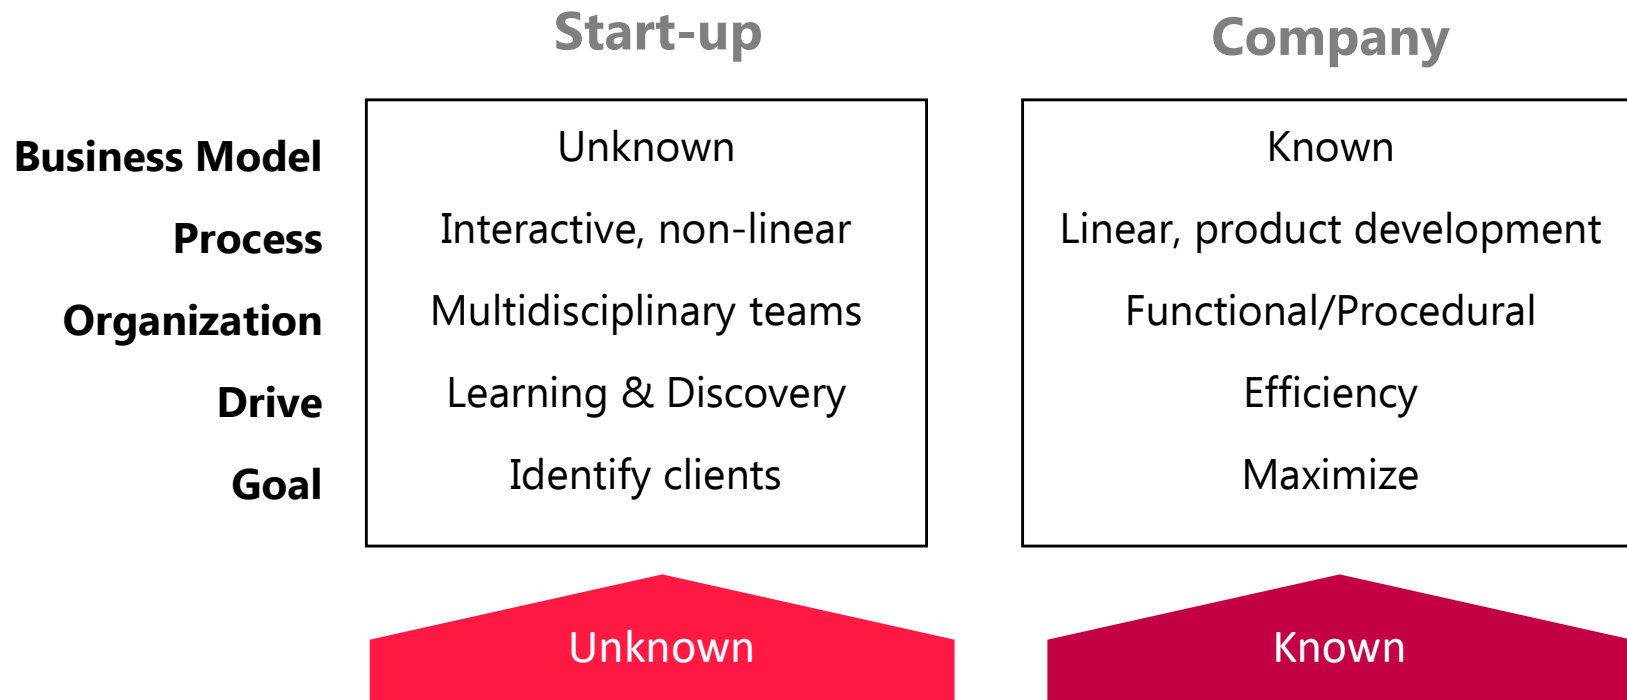 Start-up Company
Business Model Unknown Known
Process Interactive, non-linear Linear, product development
Organization Multidisciplinary teams Functional/Procedural
Drive Learning & Discovery Efficiency
Goal Identify clients Maximize
Unknown Known